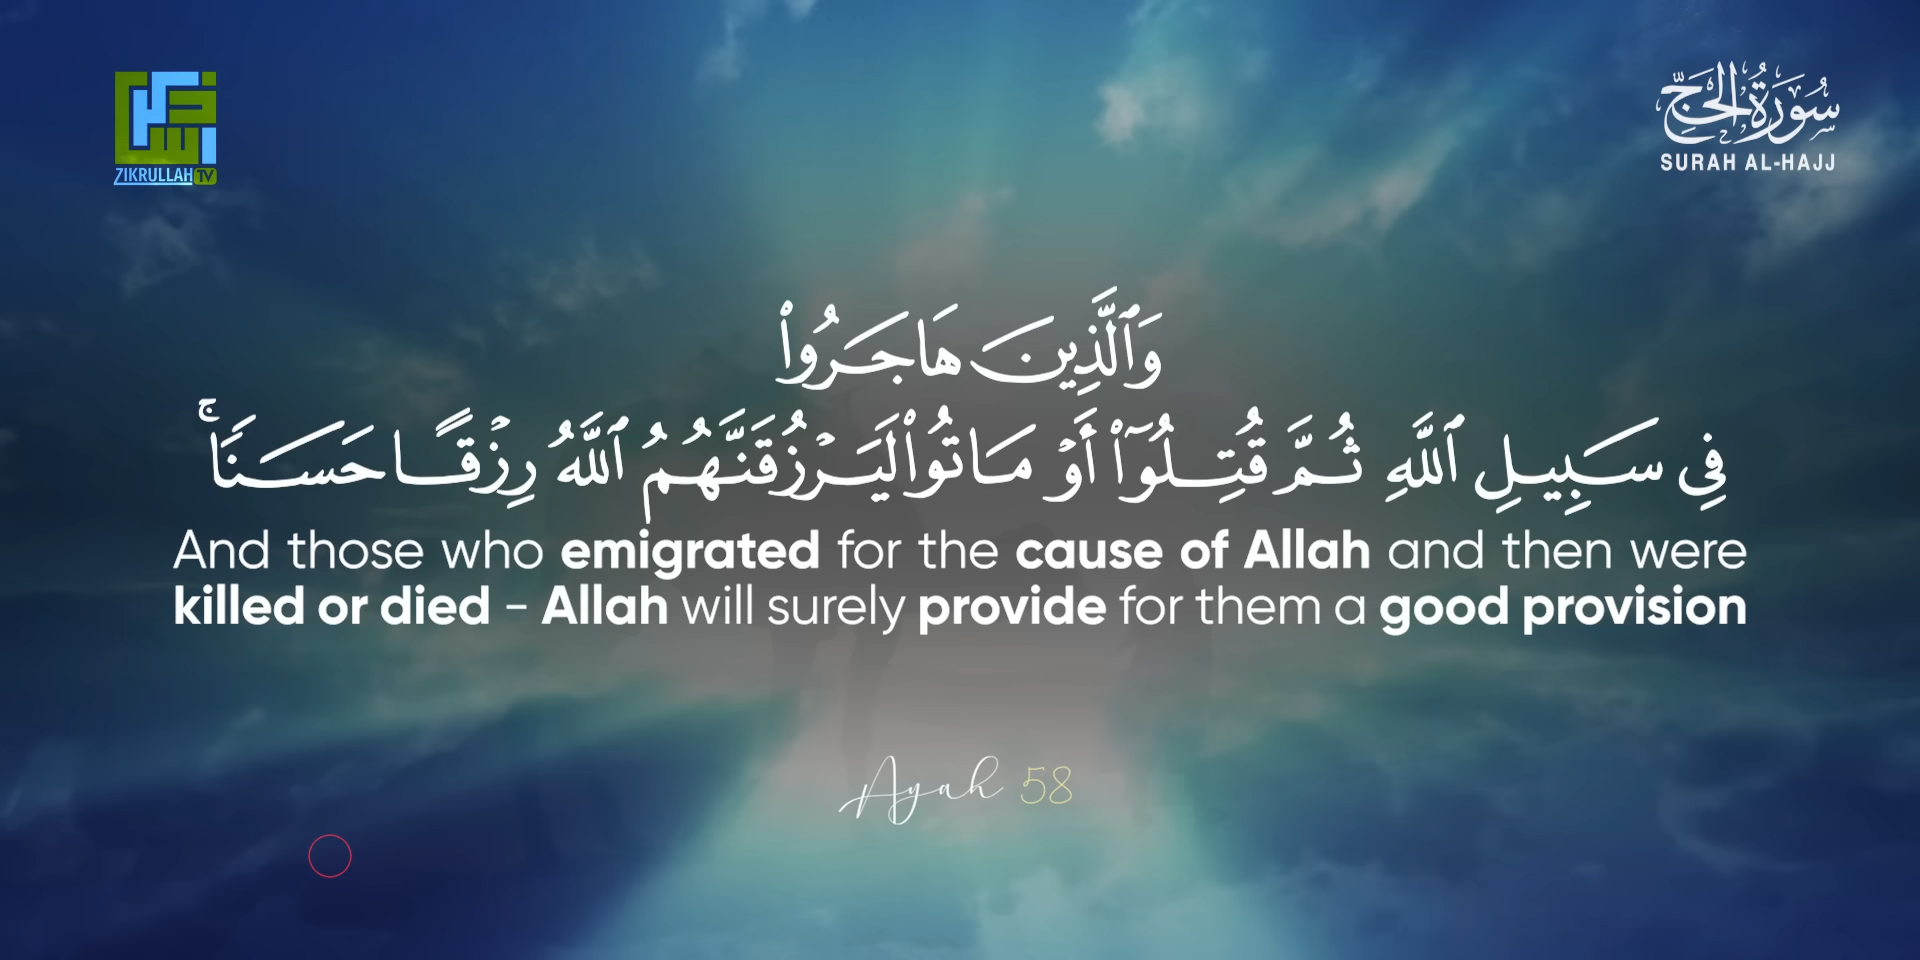 ZIKRULLAH TV
سُورَةُ الحَجِّ
SURAH AL-HAJJ
وَٱلَّذِينَ هَاجَرُوا۟
فِى سَبِيلِ ٱللَّهِ ثُمَّ قُتِلُوٓا۟ أَوْ مَاتُوا۟ لَيَرْزُقَنَّهُمُ ٱللَّهُ رِزْقًا حَسَنًا ۚ
And those who emigrated for the cause of Allah and then were
killed or died - Allah will surely provide for them a good provision
Ayah 58